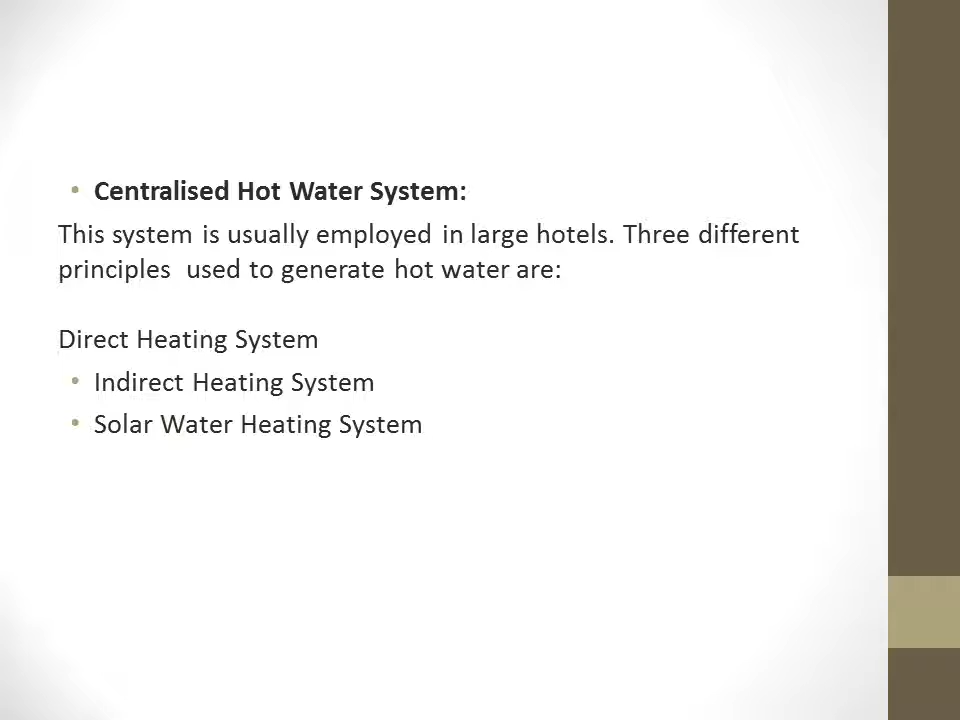 • Centralised Hot Water System:
This system is usually employed in large hotels. Three different
principles  used to generate hot water are:
Direct Heating System
• Indirect Heating System
• Solar Water Heating System